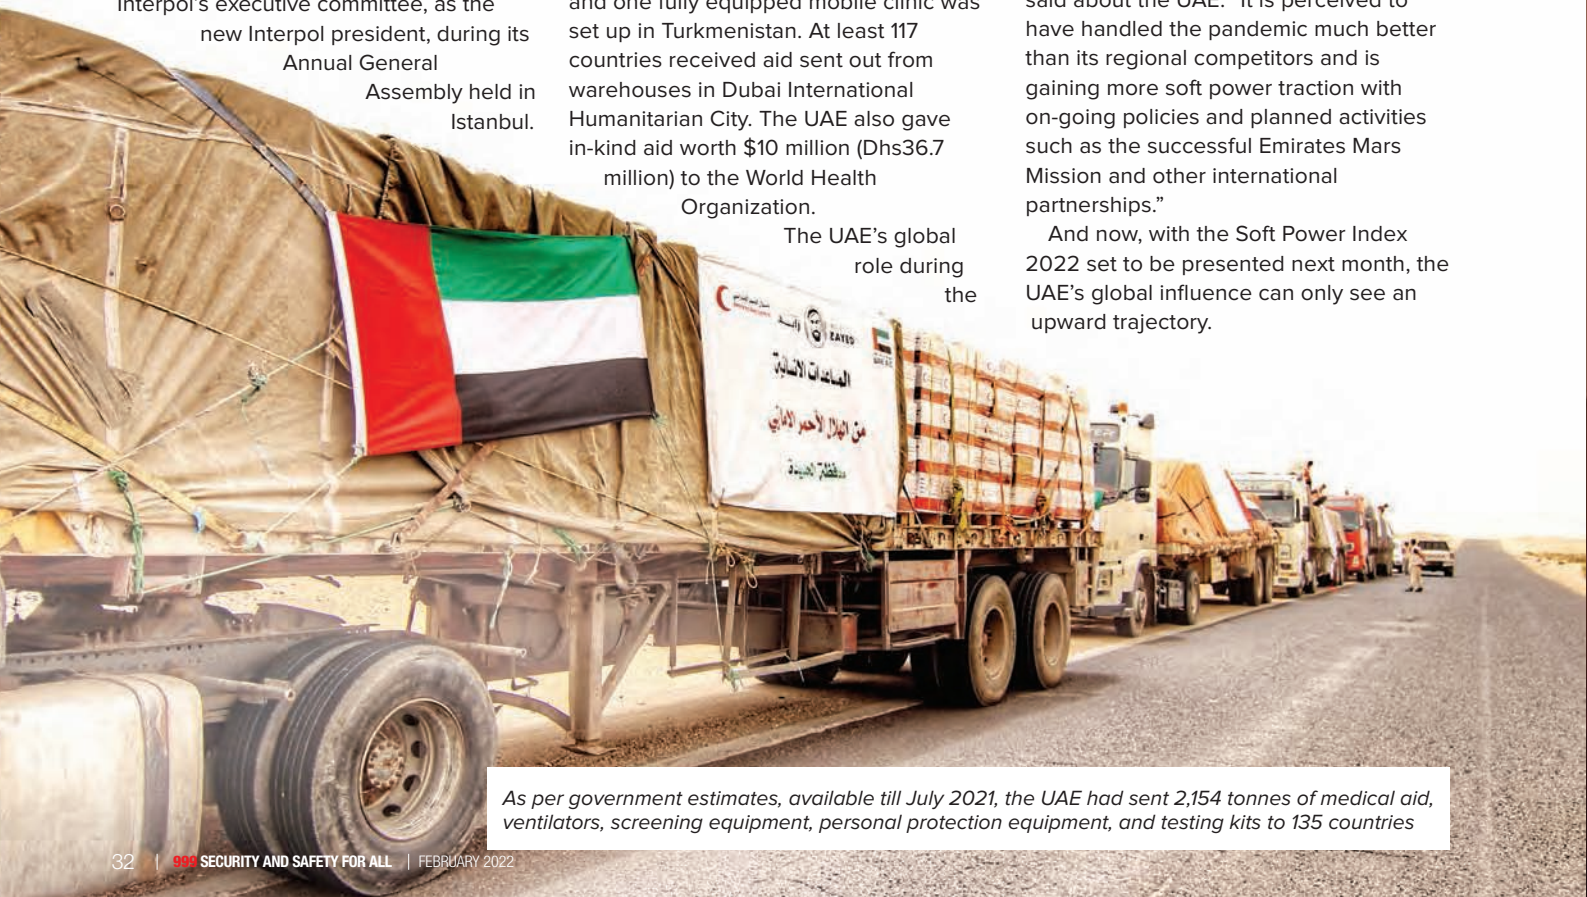 Interpol's executive committee, as the
new Interpol president, during its
Annual General
Assembly held in
Istanbul.
and one fully equipped mobile clinic was
set up in Turkmenistan. At least 117
countries received aid sent out from
warehouses in Dubai International
Humanitarian City. The UAE also gave
in-kind aid worth $10 million (Dhs36.7
million) to the World Health
Organization.
The UAE’s global
role during
the
said about the UAE. “It is perceived to
have handled the pandemic much better
than its regional competitors and is
gaining more soft power traction with
on-going policies and planned activities
such as the successful Emirates Mars
Mission and other international
partnerships.”
And now, with the Soft Power Index
2022 set to be presented next month, the
UAE’s global influence can only see an
upward trajectory.
زايد
ZAYED
المساعدات الانسانية
من الهلال الأحمر الاماراتي
As per government estimates, available till July 2021, the UAE had sent 2,154 tonnes of medical aid,
ventilators, screening equipment, personal protection equipment, and testing kits to 135 countries
32 | 999 SECURITY AND SAFETY FOR ALL | FEBRUARY 2022